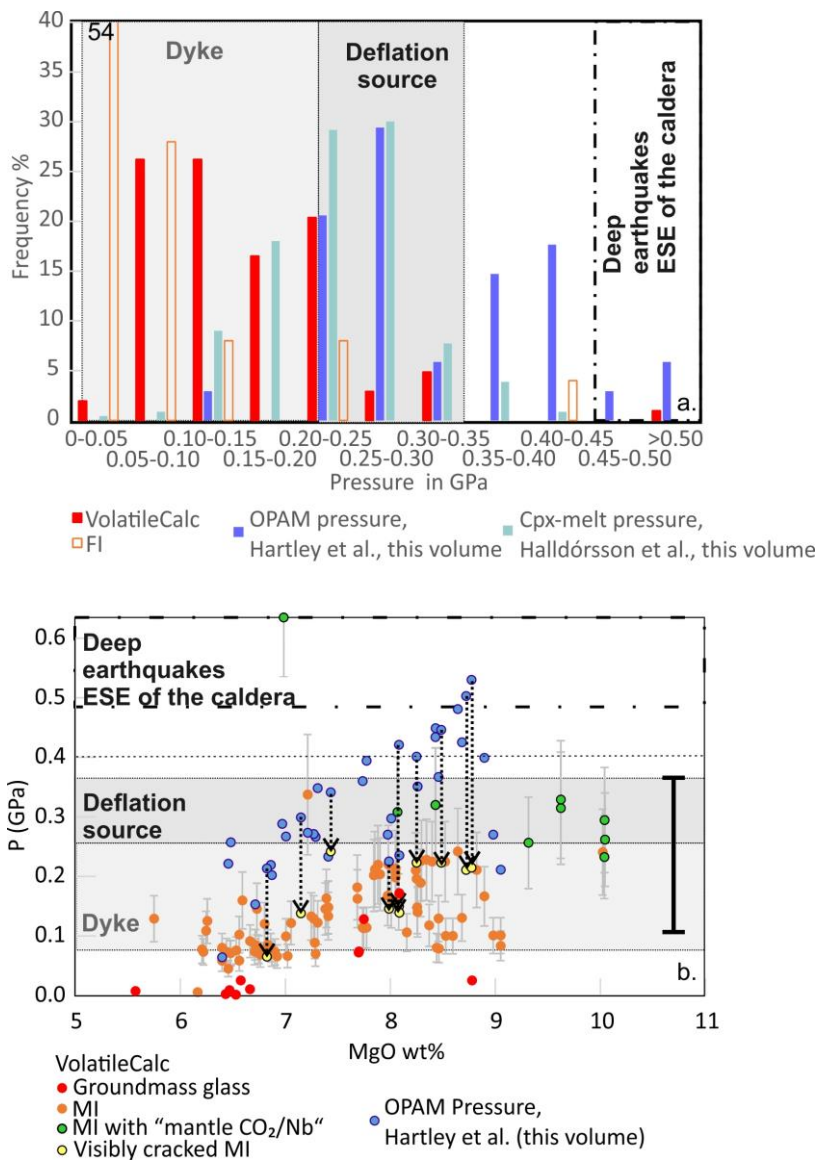 40
54
Dyke
Deflation
source
Deep
earthquakes
ESE of the caldera
30
20
10
5
0
Frequency %
a.
0-0.05
0.10-0.15
0.20-0.25
0.30-0.35
0.40-0.45
>0.50
0.05-0.10
0.15-0.20
0.25-0.30
0.35-0.40
0.45-0.50
Pressure in GPa
VolatileCalc
FI
OPAM pressure,
Hartley et al., this volume
Cpx-melt pressure,
Halldórsson et al., this volume
0.6
Deep
earthquakes
ESE of the caldera
0.5
0.4
P (GPa)
Deflation
source
0.3
0.2
Dyke
0.1
0.0
b.
5
6
7
8
9
10
11
MgO wt%
VolatileCalc
Groundmass glass
MI
MI with “mantle CO₂/Nb“
Visibly cracked MI
OPAM Pressure,
Hartley et al. (this volume)